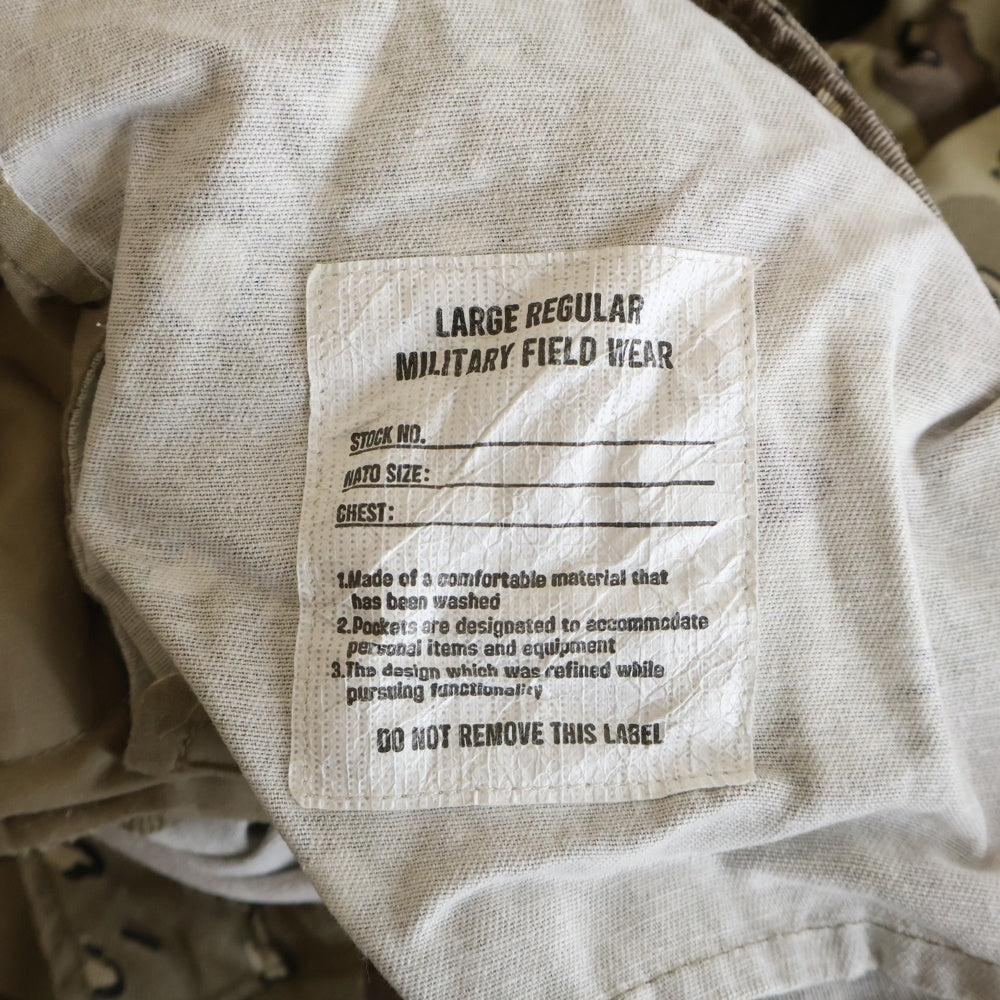 LARGE REGULAR
MILITARY FIELD WEAR
STOCK NO.
NATO SIZE:
CHEST:
1.Made of a comfortable material that
has been washed
2.Pockets are designated to accommodate
personal items and equipment
3.The design which was refined while
pursuing functionality
DO NOT REMOVE THIS LABEL